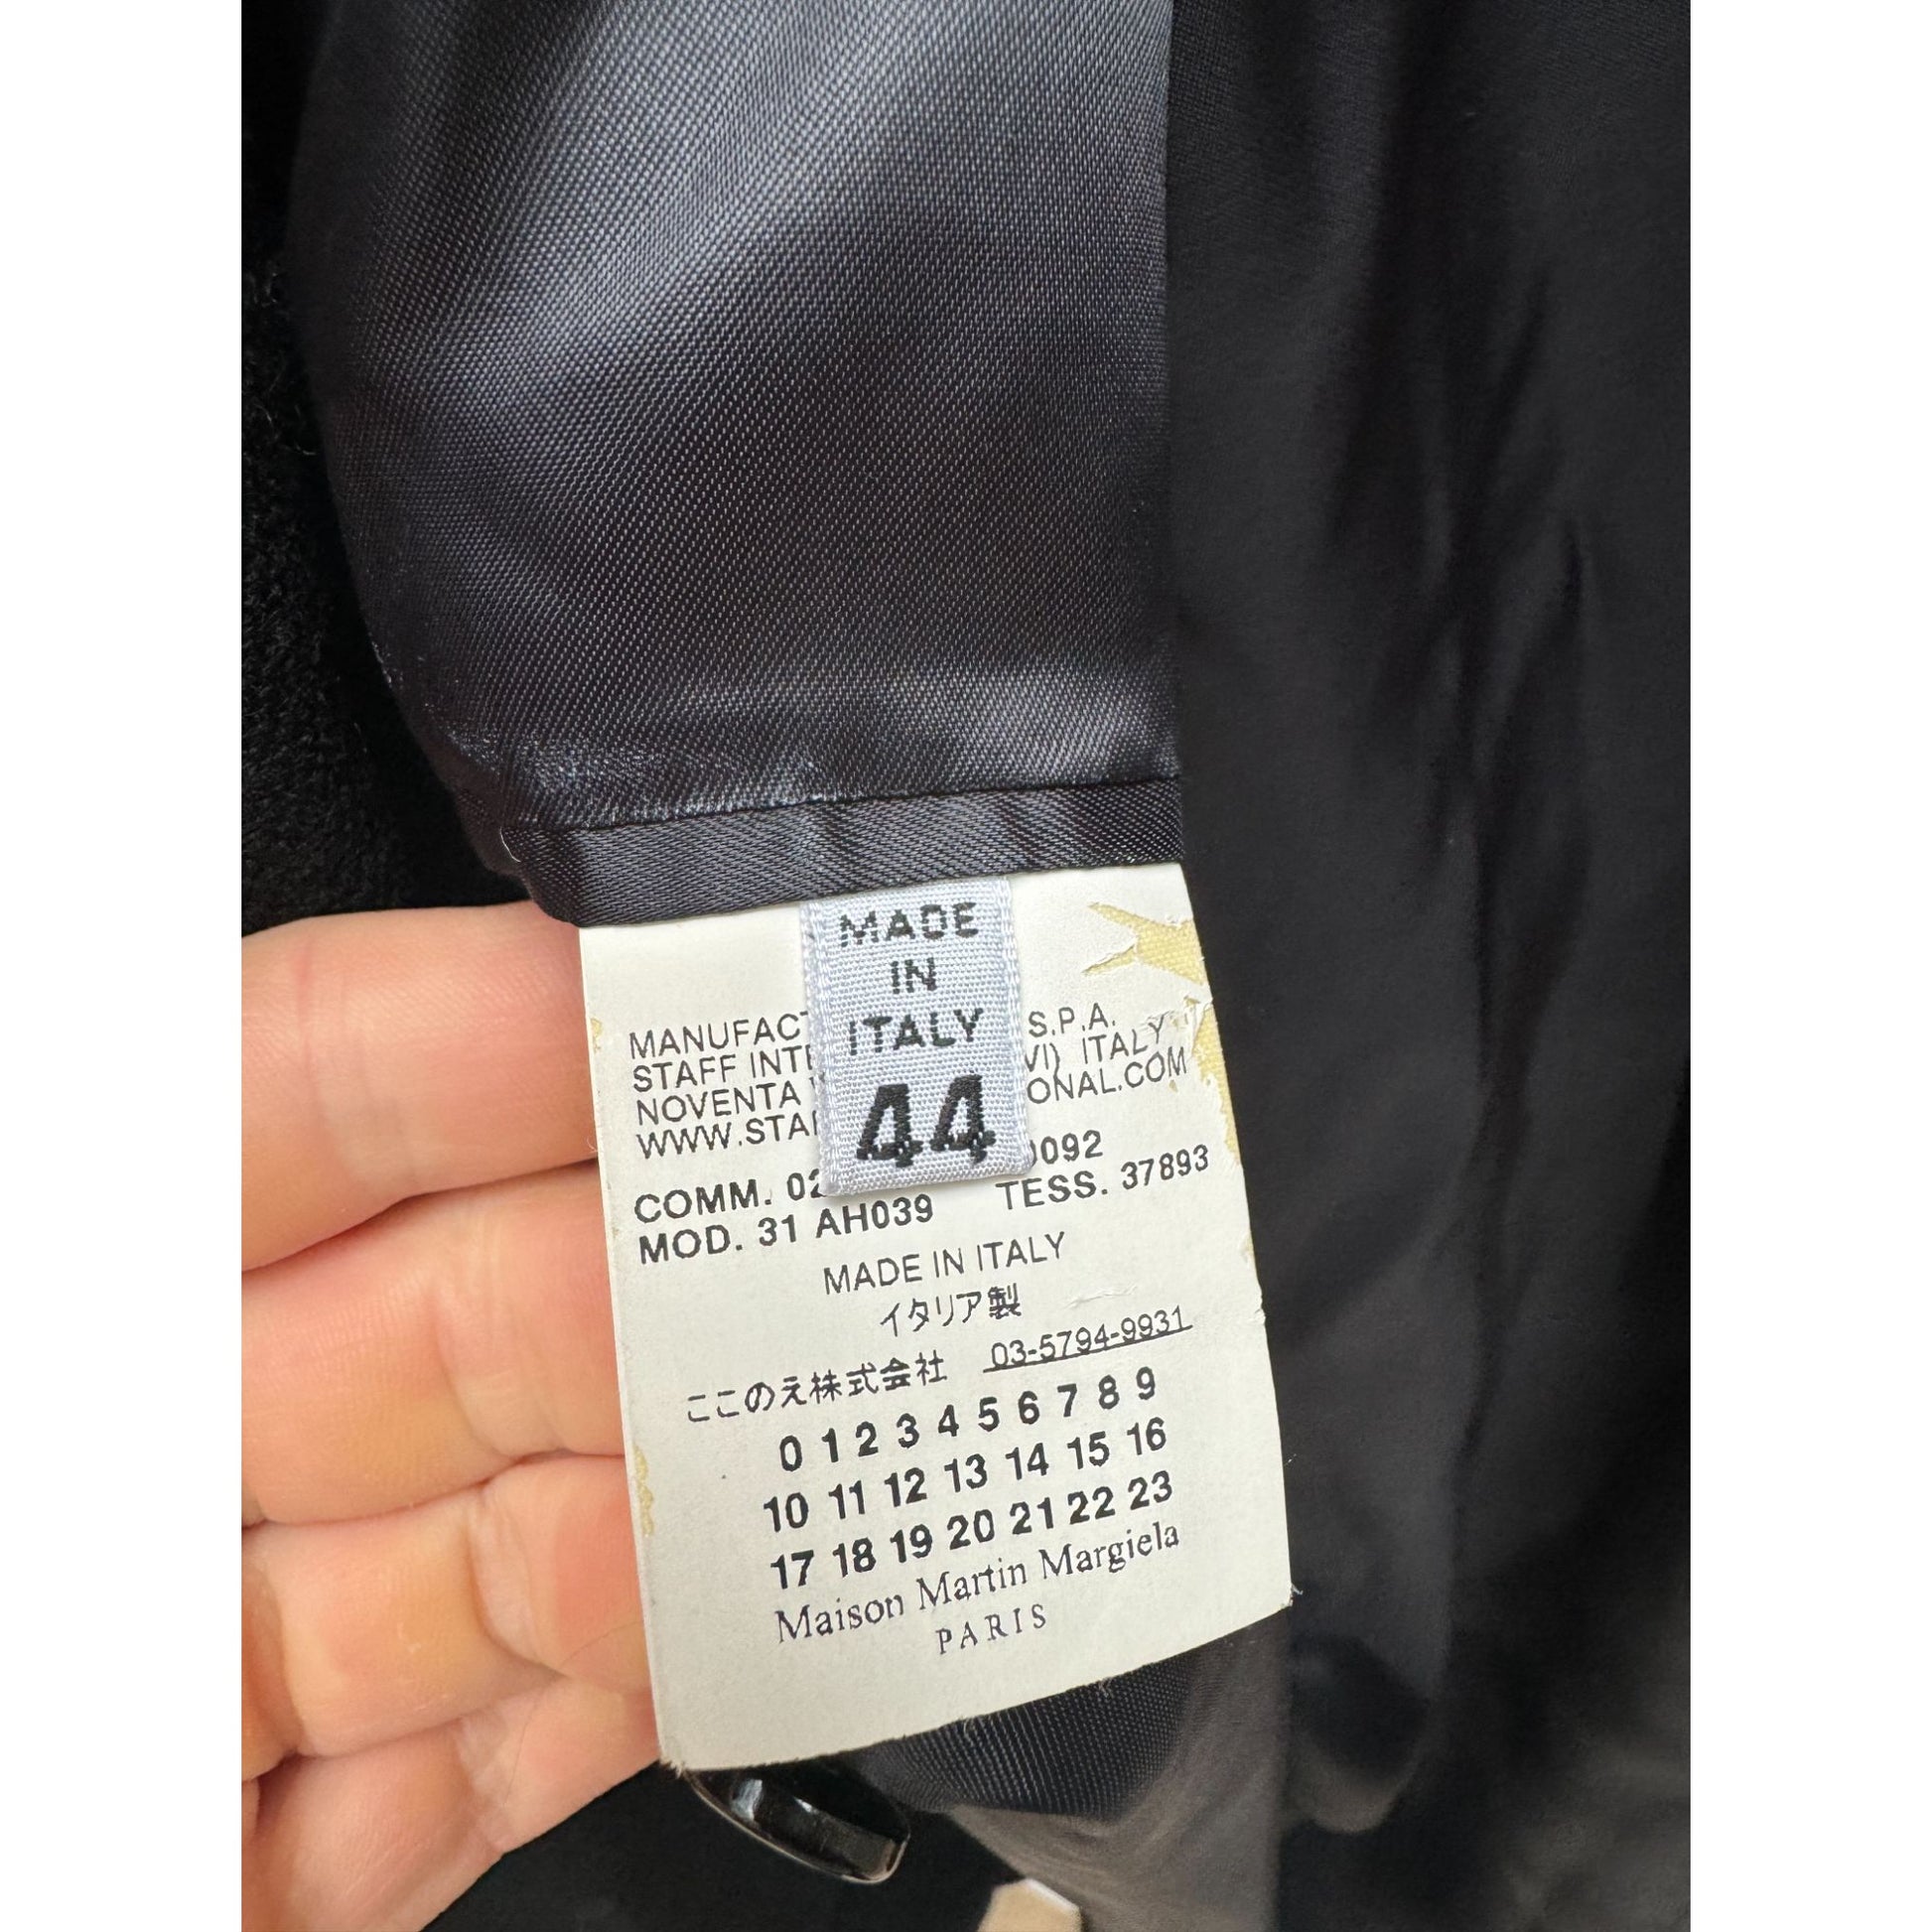 MADE
IN
ITALY
44
MANUFAC S.P.A.
STAFF INTE VI) ITALY
NOVENTA ONAL.COM
WWW.STA
COMM. 02 0092
MOD. 31 AH039 TESS. 37893
MADE IN ITALY
イタリア製
ここのえ株式会社 03-5794-9931
0 1 2 3 4 5 6 7 8 9
10 11 12 13 14 15 16
17 18 19 20 21 22 23
Maison Martin Margiela
PARIS